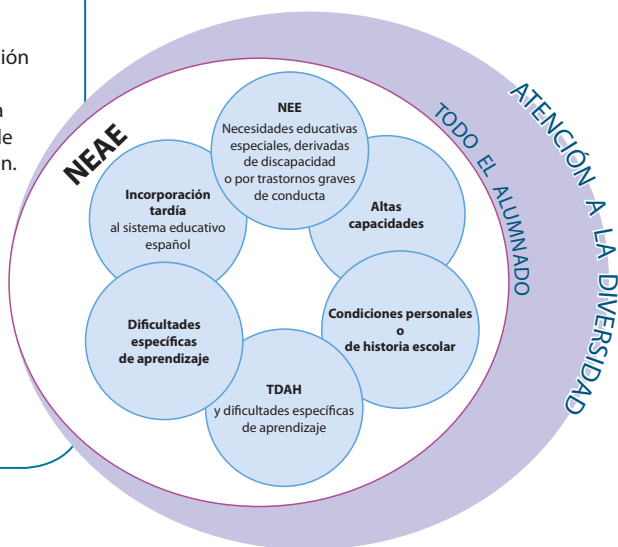 ión
a
de
n.
NEAE
NEE
Necesidades educativas
especiales, derivadas
de discapacidad
o por trastornos graves
de conducta
Incorporación
tardía
al sistema educativo
español
Altas
capacidades
Dificultades
específicas
de aprendizaje
Condiciones personales
o
de historia escolar
TDAH
y dificultades específicas
de aprendizaje
TODO EL ALUMNADO
ATENCIÓN A LA DIVERSIDAD